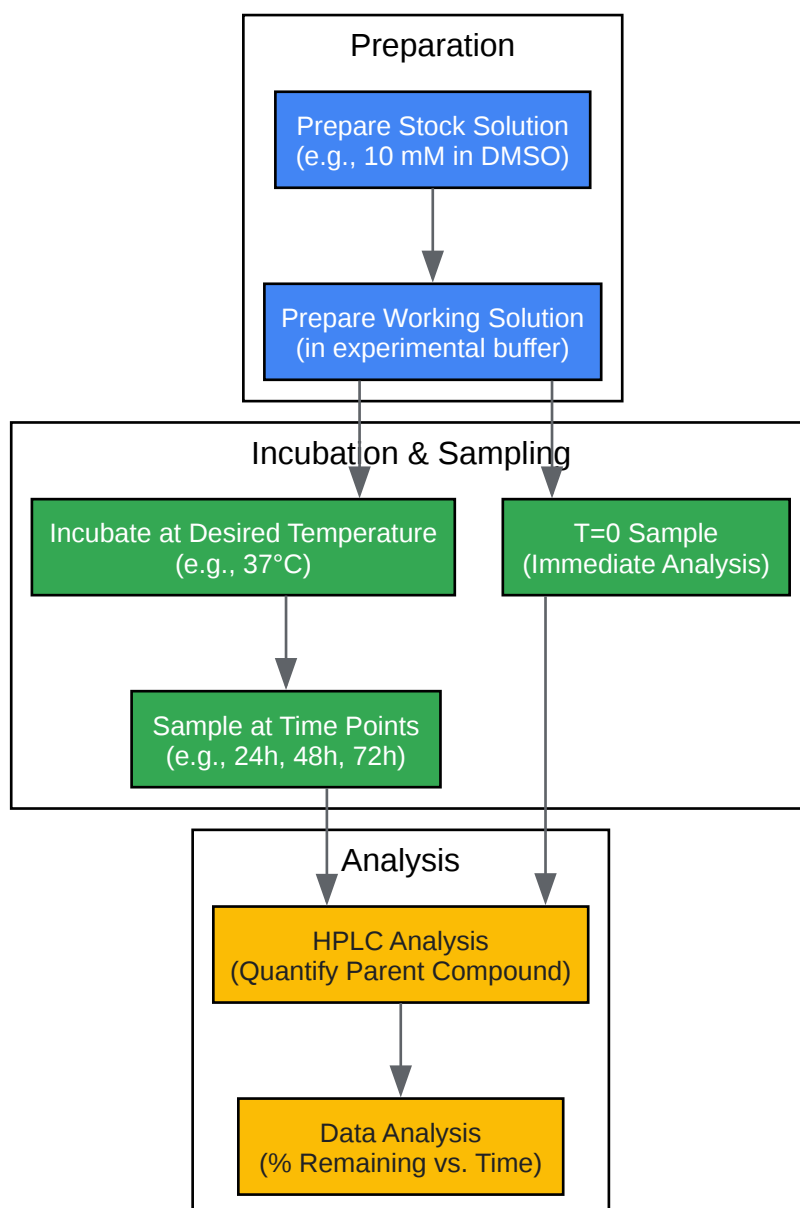 Preparation
Prepare Stock Solution
(e.g., 10 mM in DMSO)
Prepare Working Solution
(in experimental buffer)
Incubation & Sampling
Incubate at Desired Temperature
(e.g., 37°C)
T=0 Sample
(Immediate Analysis)
Sample at Time Points
(e.g., 24h, 48h, 72h)
Analysis
HPLC Analysis
(Quantify Parent Compound)
Data Analysis
(% Remaining vs. Time)